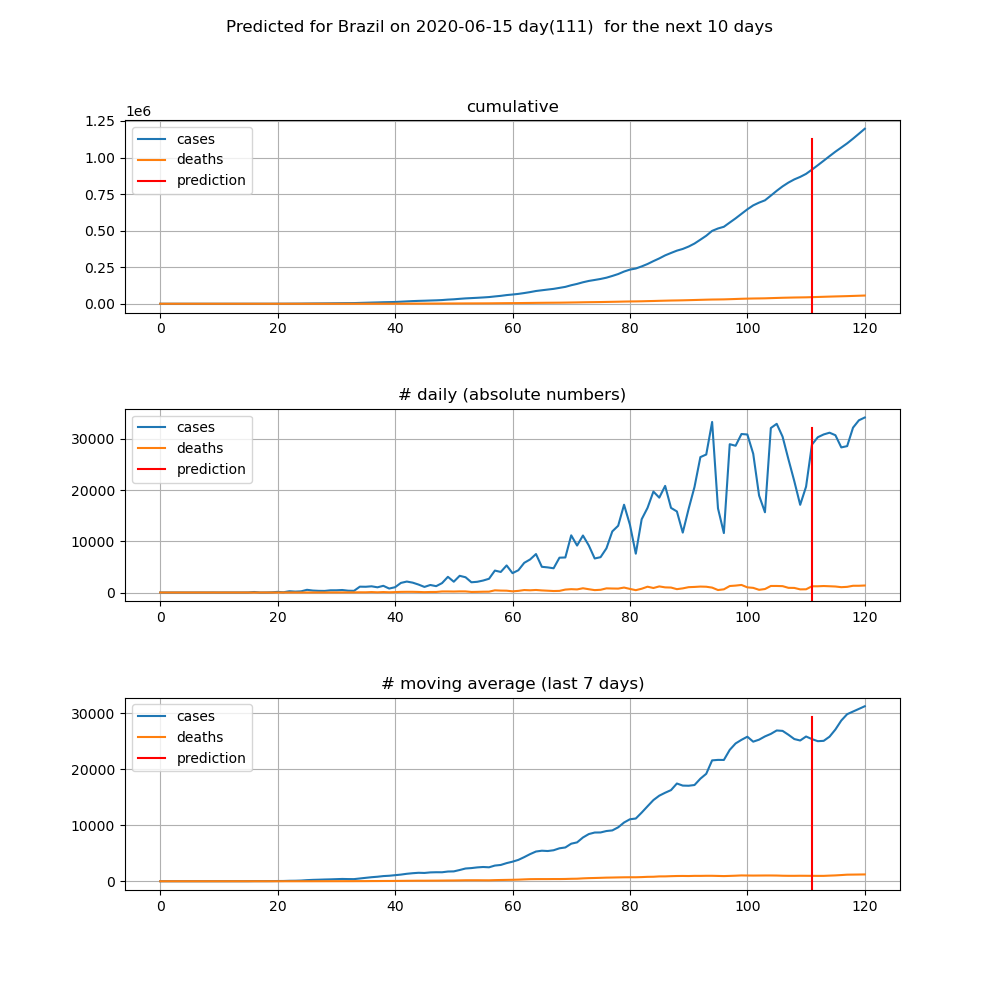 Predicted for Brazil on 2020-06-15 day(111)  for the next 10 days
cumulative
1e6
1.25
1.00
0.75
0.50
0.25
0.00
cases
deaths
prediction
0 20 40 60 80 100 120
# daily (absolute numbers)
30000
20000
10000
0
cases
deaths
prediction
0 20 40 60 80 100 120
# moving average (last 7 days)
30000
20000
10000
0
cases
deaths
prediction
0 20 40 60 80 100 120